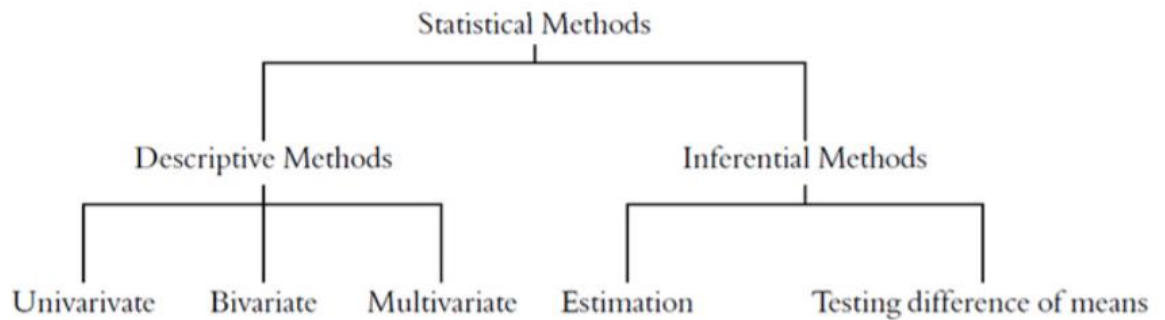 Statistical Methods
Descriptive Methods Inferential Methods
Univarivate Bivariate Multivariate Estimation Testing difference of means